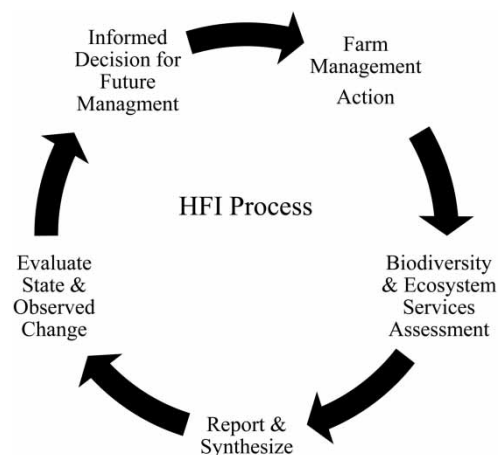 Informed
Decision for
Future
Managment
Farm
Management
Action
HFI Process
Biodiversity
& Ecosystem
Services
Assessment
Report &
Synthesize
Evaluate
State &
Observed
Change